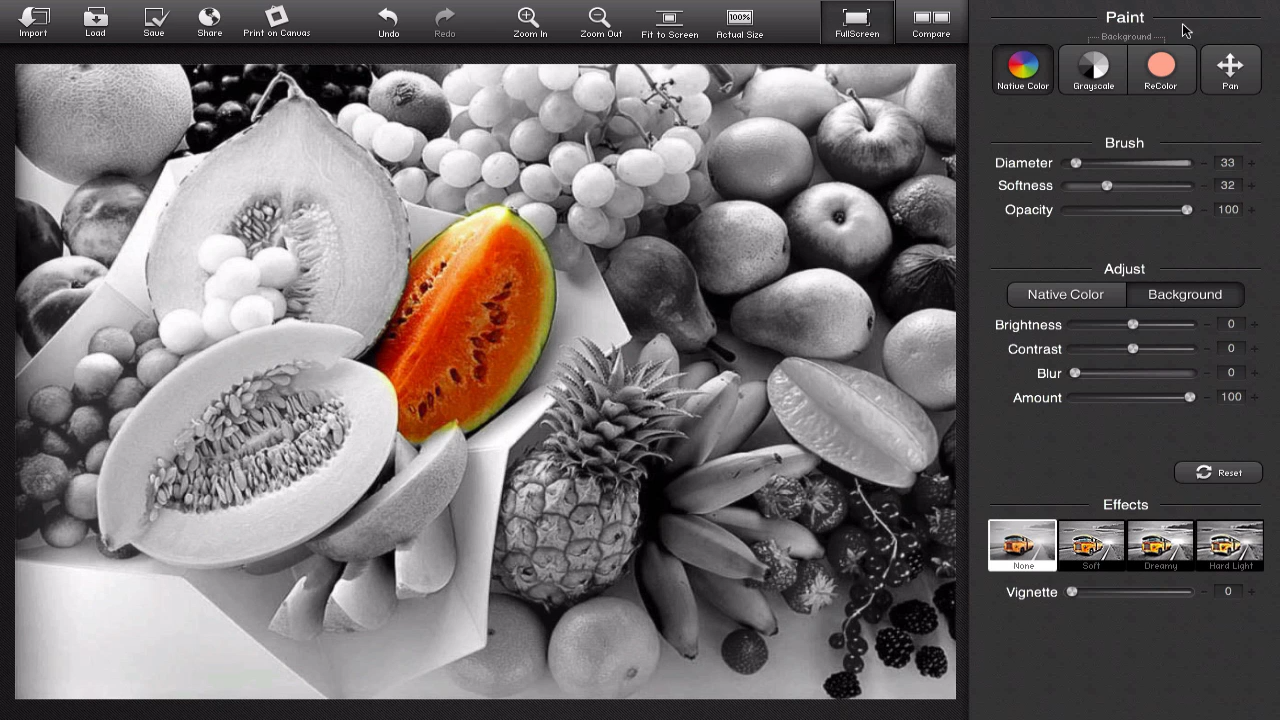 Import Load Save Share Print on Canvas Undo Redo Zoom In Zoom Out Fit to Screen 100% Actual Size FullScreen Compare
Paint
Background
Native Color Grayscale ReColor Pan
Brush
Diameter - 33 +
Softness - 32 +
Opacity - 100 +
Adjust
Native Color Background
Brightness - 0 +
Contrast - 0 +
Blur - 0 +
Amount - 100 +
Reset
Effects
None Soft Dreamy Hard Light
Vignette - 0 +